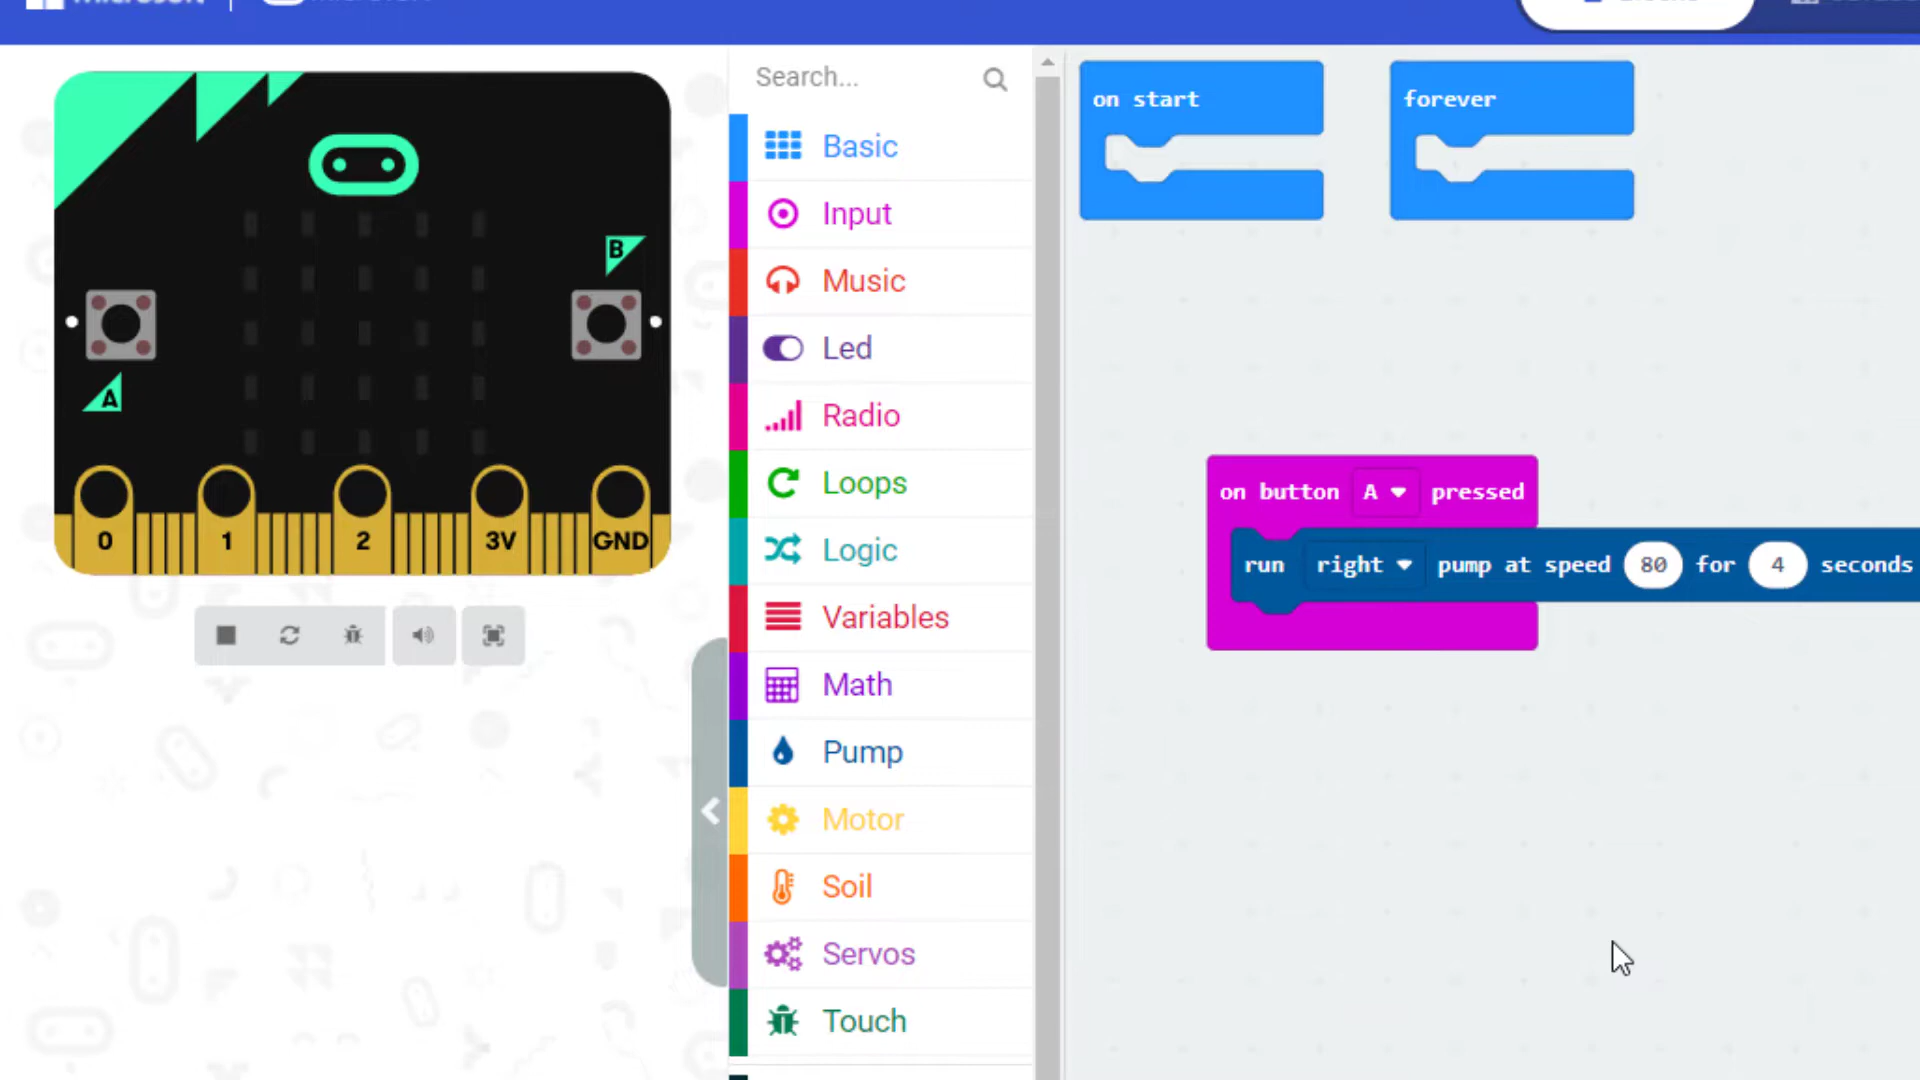 Search...
Basic
Input
Music
Led
Radio
Loops
Logic
Variables
Math
Pump
Motor
Soil
Servos
Touch
B
A
0 1 2 3V GND
on start
forever
on button A pressed
run right pump at speed 80 for 4 seconds